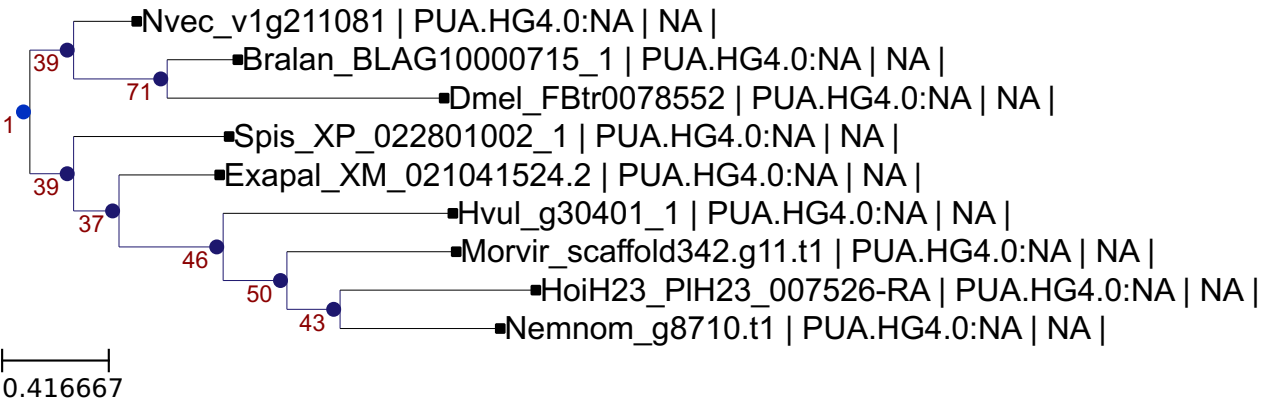 Nvec_v1g211081 | PUA.HG4.0:NA | NA |
39
Bralan_BLAG10000715_1 | PUA.HG4.0:NA | NA |
71
Dmel_FBtr0078552 | PUA.HG4.0:NA | NA |
1
Spis_XP_022801002_1 | PUA.HG4.0:NA | NA |
39
Exapal_XM_021041524.2 | PUA.HG4.0:NA | NA |
37
Hvul_g30401_1 | PUA.HG4.0:NA | NA |
46
Morvir_scaffold342.g11.t1 | PUA.HG4.0:NA | NA |
50
HoiH23_PlH23_007526-RA | PUA.HG4.0:NA | NA |
43
Nemnom_g8710.t1 | PUA.HG4.0:NA | NA |
0.416667